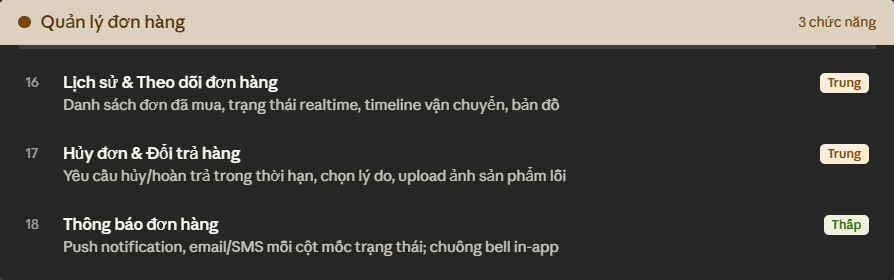 Quản lý đơn hàng 3 chức năng
16 Lịch sử & Theo dõi đơn hàng Trung
Danh sách đơn đã mua, trạng thái realtime, timeline vận chuyển, bản đồ
17 Hủy đơn & Đổi trả hàng Trung
Yêu cầu hủy/hoàn trả trong thời hạn, chọn lý do, upload ảnh sản phẩm lỗi
18 Thông báo đơn hàng Thấp
Push notification, email/SMS mỗi cột mốc trạng thái; chuông bell in-app